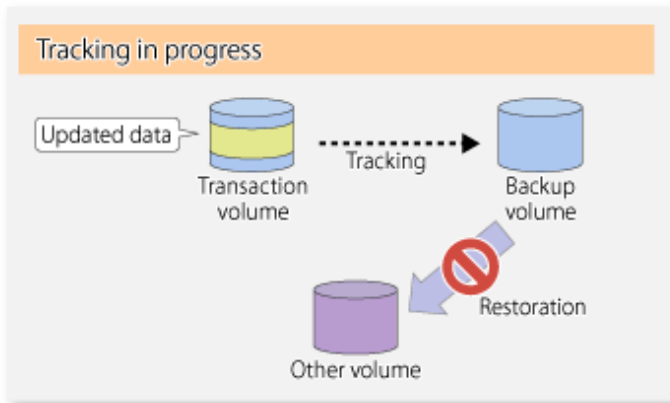 Tracking in progress
Updated data
Tracking
Transaction
volume
Backup
volume
Restoration
Other volume